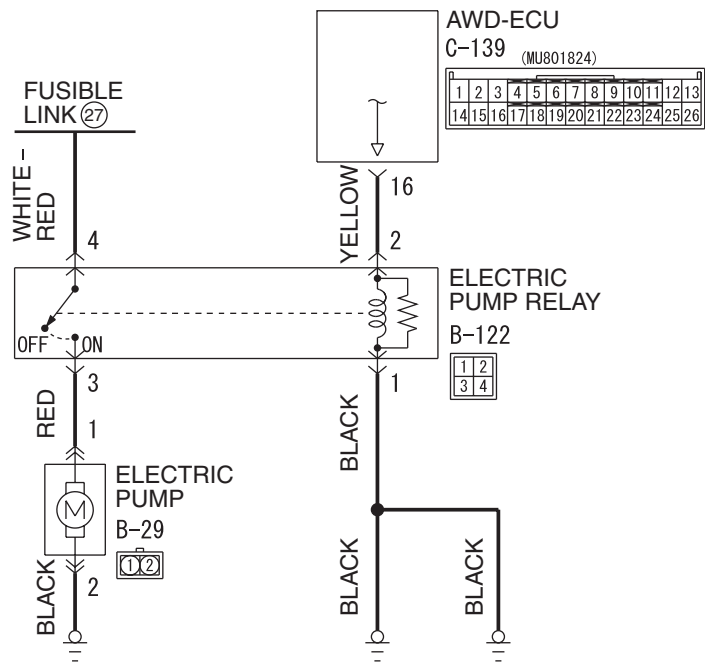 AWD-ECU
C-139
(MU801824)
1 2 3 4 5 6 7 8 9 10 11 12 13
14 15 16 17 18 19 20 21 22 23 24 25 26
FUSIBLE
LINK 27
WHITE –
RED
4
YELLOW
16
2
OFF
ON
ELECTRIC
PUMP RELAY
B-122
1 2
3 4
3
1
RED
1
BLACK
M
ELECTRIC
PUMP
B-29
1 2
BLACK
2
BLACK
BLACK